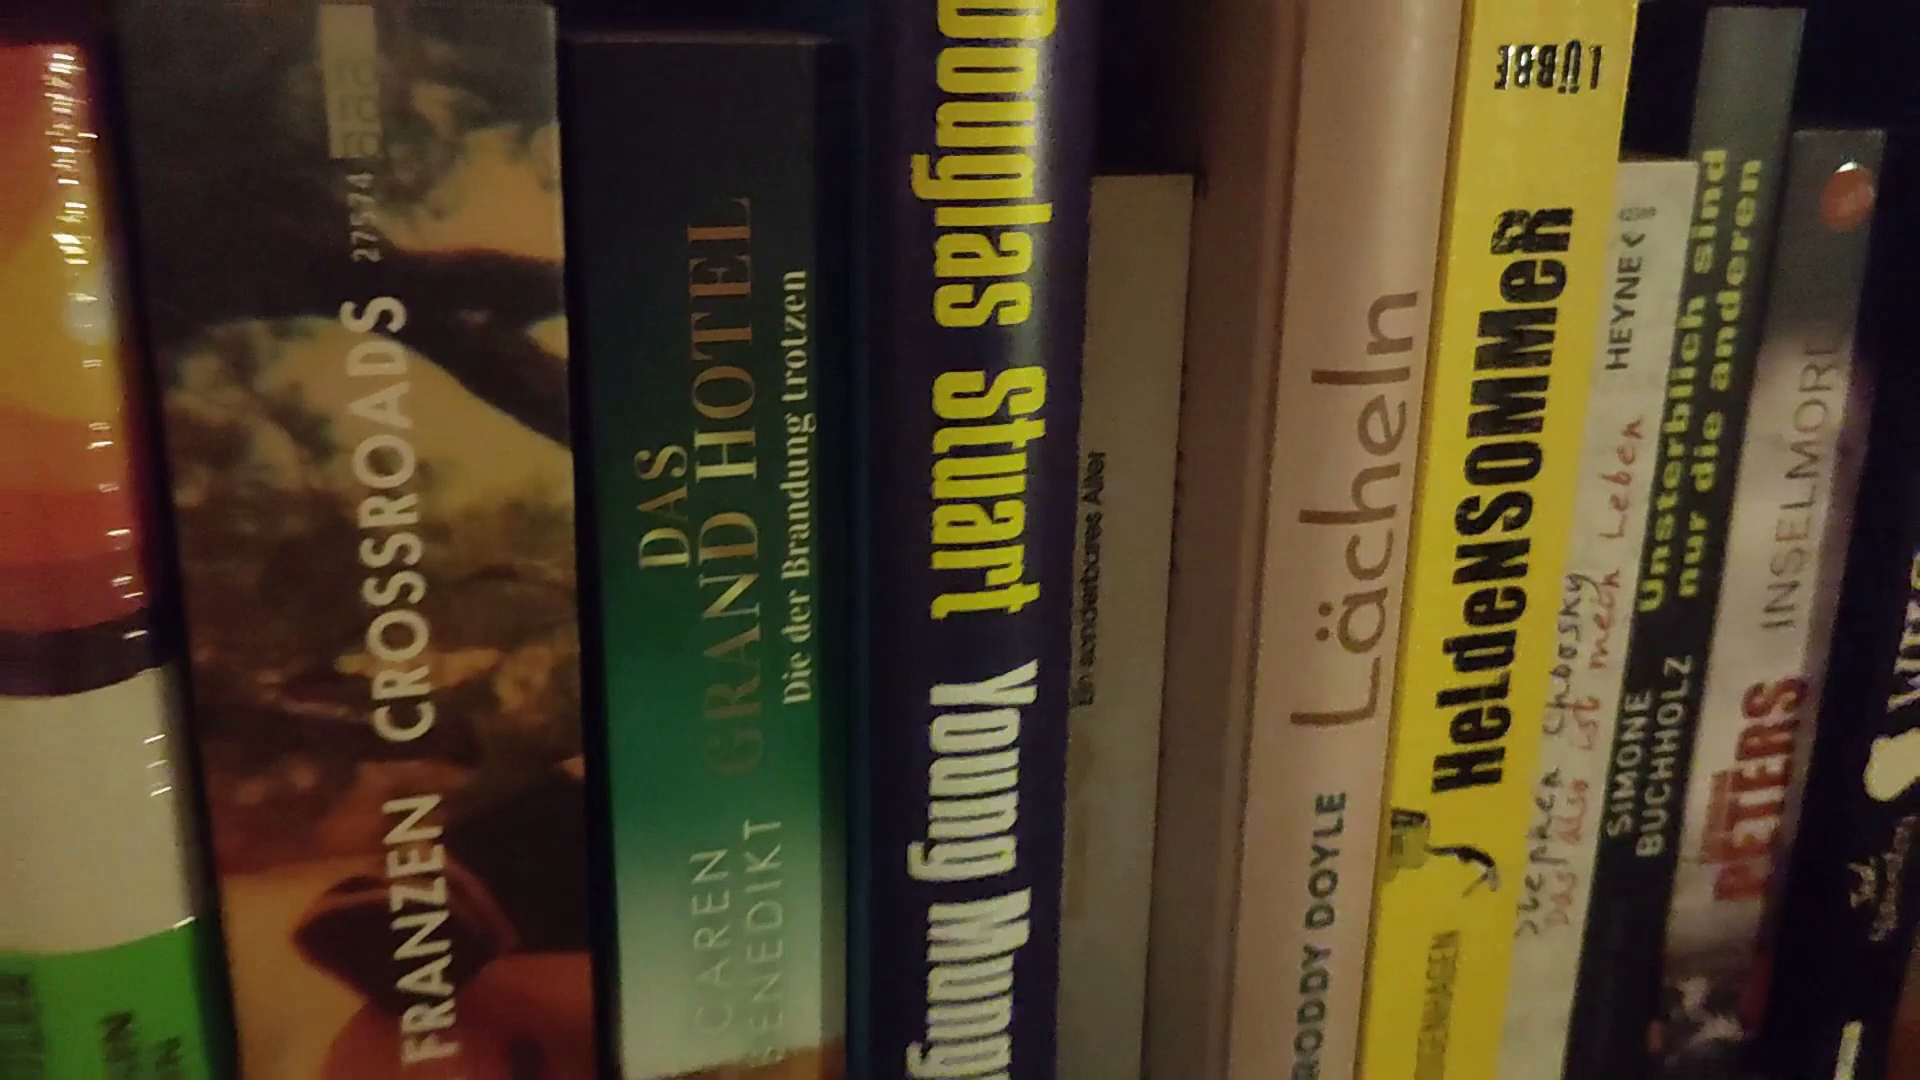 FRANZEN CROSSROADS 27574
CAREN
BENEDIKT
DAS
GRAND HOTEL
Die der Brandung trotzen
Douglas Stuart Young Mungo
Ein sonderbares Alter
RODDY DOYLE Lächeln
HeldeNSOMMeR
LÜBBE
Stephen Chbosky
Das also ist mein Leben
HEYNE <
SIMONE
BUCHHOLZ
Unsterblich sind
nur die anderen
PETERS INSELMORD